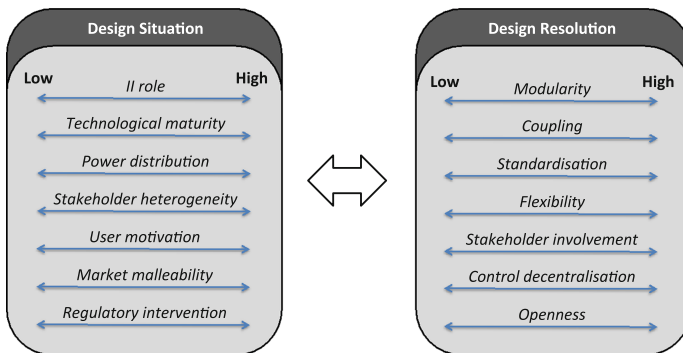 Design Situation
Low High
II role
Technological maturity
Power distribution
Stakeholder heterogeneity
User motivation
Market malleability
Regulatory intervention
Design Resolution
Low High
Modularity
Coupling
Standardisation
Flexibility
Stakeholder involvement
Control decentralisation
Openness